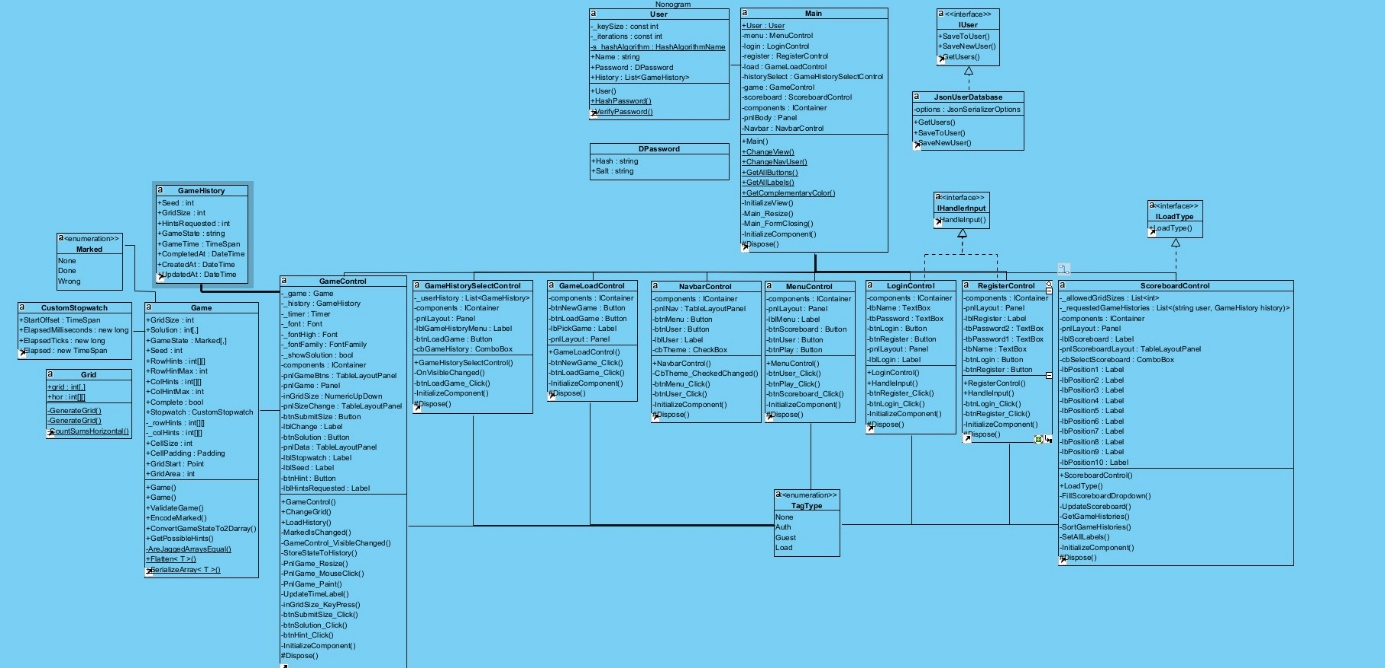 Nonogram
User
-_keySize : const int
-_iterations : const int
-s_hashAlgorithm : HashAlgorithmName
+Name : string
+Password : DPassword
+History : List<GameHistory>
+User()
+HashPassword()
+VerifyPassword()
Main
+User : User
-menu : MenuControl
-login : LoginControl
-register : RegisterControl
-load : GameLoadControl
-historySelect : GameHistorySelectControl
-game : GameControl
-scoreboard : ScoreboardControl
-components : IContainer
-pnlBody : Panel
-Navbar : NavbarControl
+Main()
+ChangeView()
+ChangeNavUser()
+GetAllButtons()
+GetAllLabels()
+GetComplementaryColor()
-InitializeView()
-Main_Resize()
-Main_FormClosing()
-InitializeComponent()
#Dispose()
<<interface>>
IUser
+SaveToUser()
+SaveNewUser()
+GetUsers()
JsonUserDatabase
-options : JsonSerializerOptions
+GetUsers()
+SaveToUser()
+SaveNewUser()
DPassword
+Hash : string
+Salt : string
GameHistory
+Seed : int
+GridSize : int
+HintsRequested : int
+GameState : string
+GameTime : TimeSpan
+CompletedAt : DateTime
+CreatedAt : DateTime
+UpdatedAt : DateTime
<<interface>>
IHandlerInput
+HandleInput()
<<interface>>
ILoadType
+LoadType()
<enumeration>>
Marked
None
Done
Wrong
CustomStopwatch
+StartOffset : TimeSpan
+ElapsedMilliseconds : new long
+ElapsedTicks : new long
+Elapsed : new TimeSpan
Grid
+grid : int[,]
+hor : int[][]
-GenerateGrid()
-GenerateGrid()
-CountSumsHorizontal()
Game
+GridSize : int
+Solution : int[,]
+GameState : Marked[,]
+Seed : int
+RowHints : int[][]
+RowHintMax : int
+ColHints : int[][]
+ColHintMax : int
+Complete : bool
+Stopwatch : CustomStopwatch
-_rowHints : int[][]
-_colHints : int[][]
+CellSize : int
+CellPadding : Padding
+GridStart : Point
+GridArea : int
+Game()
+Game()
+ValidateGame()
+EncodeMarked()
+ConvertGameStateTo2Darray()
+GetPossibleHints()
-AreJaggedArraysEqual()
+Flatten< T >()
+SerializeArray< T >()
GameControl
-_game : Game
-_history : GameHistory
-_timer : Timer
-_font : Font
-_fontHigh : Font
-_fontFamily : FontFamily
-_showSolution : bool
-components : IContainer
-pnlGameBtns : TableLayoutPanel
-pnlGame : Panel
-inGridSize : NumericUpDown
-pnlSizeChange : TableLayoutPanel
-btnSubmitSize : Button
-lblChange : Label
-btnSolution : Button
-pnlData : TableLayoutPanel
-lblStopwatch : Label
-lblSeed : Label
-btnHint : Button
-lblHintsRequested : Label
+GameControl()
+ChangeGrid()
+LoadHistory()
-MarkedIsChanged()
-GameControl_VisibleChanged()
-StoreStateToHistory()
-PnlGame_Resize()
-PnlGame_MouseClick()
-PnlGame_Paint()
-UpdateTimeLabel()
-inGridSize_KeyPress()
-btnSubmitSize_Click()
-btnSolution_Click()
-btnHint_Click()
-InitializeComponent()
#Dispose()
GameHistorySelectControl
-_userHistory : List<GameHistory>
-components : IContainer
-pnlLayout : Panel
-lblGameHistoryMenu : Label
-btnLoadGame : Button
-cbGameHistory : ComboBox
+GameHistorySelectControl()
-OnVisibleChanged()
-btnLoadGame_Click()
-InitializeComponent()
#Dispose()
GameLoadControl
-components : IContainer
-btnNewGame : Button
-btnLoadGame : Button
-lblPickGame : Label
-pnlLayout : Panel
+GameLoadControl()
-btnNewGame_Click()
-btnLoadGame_Click()
-InitializeComponent()
#Dispose()
NavbarControl
-components : IContainer
-pnlNav : TableLayoutPanel
-btnMenu : Button
-btnUser : Button
-lblUser : Label
-cbTheme : CheckBox
+NavbarControl()
-CbTheme_CheckedChanged()
-btnMenu_Click()
-btnUser_Click()
-InitializeComponent()
#Dispose()
MenuControl
-components : IContainer
-pnlLayout : Panel
-lblMenu : Label
-btnScoreboard : Button
-btnUser : Button
-btnPlay : Button
+MenuControl()
-btnUser_Click()
-btnPlay_Click()
-btnScoreboard_Click()
-InitializeComponent()
#Dispose()
LoginControl
-components : IContainer
-tbName : TextBox
-tbPassword : TextBox
-btnLogin : Button
-btnRegister : Button
-pnlLayout : Panel
-lblLogin : Label
+LoginControl()
+HandleInput()
-btnRegister_Click()
-btnLogin_Click()
-InitializeComponent()
#Dispose()
RegisterControl
-components : IContainer
-pnlLayout : Panel
-lbRegister : Label
-tbPassword2 : TextBox
-tbPassword1 : TextBox
-tbName : TextBox
-btnLogin : Button
-btnRegister : Button
+RegisterControl()
+HandleInput()
-btnLogin_Click()
-btnRegister_Click()
-InitializeComponent()
#Dispose()
ScoreboardControl
-_allowedGridSizes : List<int>
-_requestedGameHistories : List<(string user, GameHistory history)>
-components : IContainer
-pnlLayout : Panel
-lblScoreboard : Label
-pnlScoreboardLayout : TableLayoutPanel
-cbSelectScoreboard : ComboBox
-lbPosition1 : Label
-lbPosition2 : Label
-lbPosition3 : Label
-lbPosition4 : Label
-lbPosition5 : Label
-lbPosition6 : Label
-lbPosition7 : Label
-lbPosition8 : Label
-lbPosition9 : Label
-lbPosition10 : Label
+ScoreboardControl()
+LoadType()
-FillScoreboardDropdown()
-UpdateScoreboard()
-GetGameHistories()
-SortGameHistories()
-SetAllLabels()
-InitializeComponent()
#Dispose()
<enumeration>>
TagType
None
Auth
Guest
Load